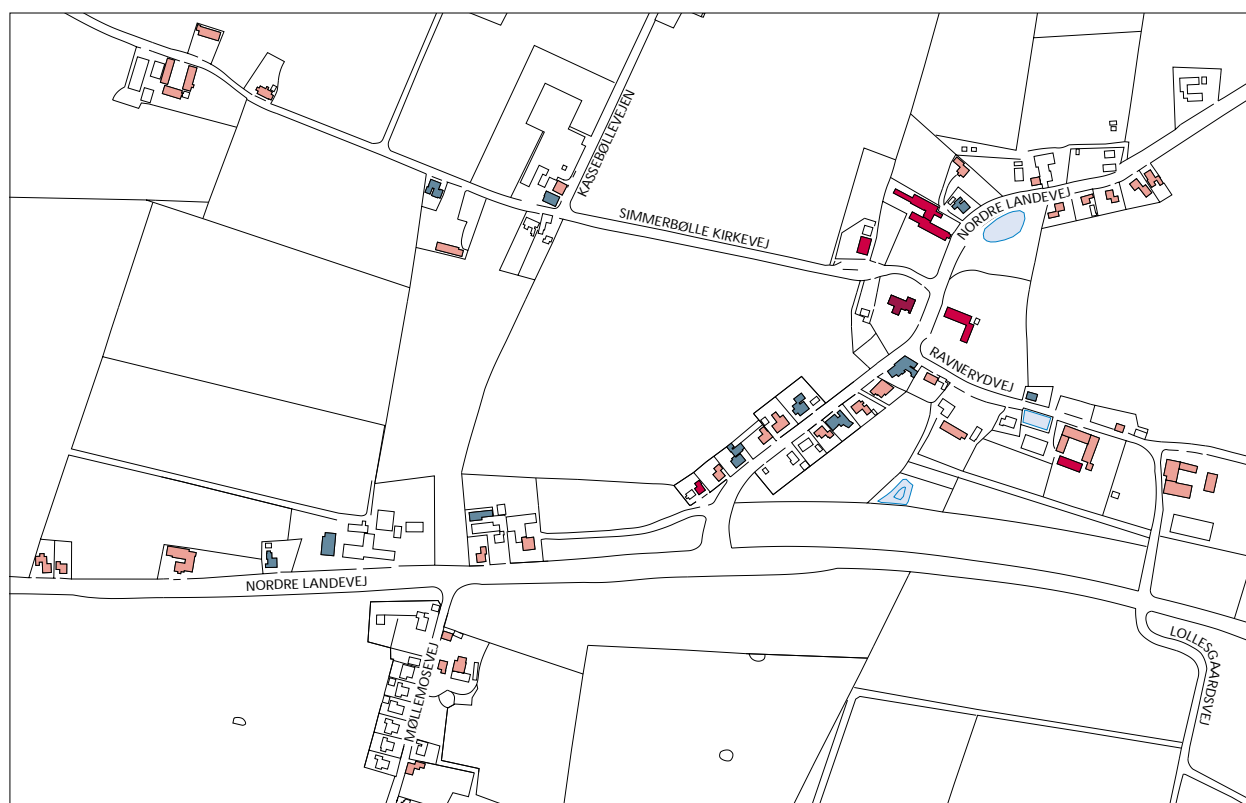 KASSEBØLLEVEJEN
SIMMERBØLLE KIRKEVEJ
NORDRE LANDEVEJ
RAVNERYDVEJ
NORDRE LANDEVEJ
MØLLEMOSEVEJ
LOLLESGAARDSVEJ